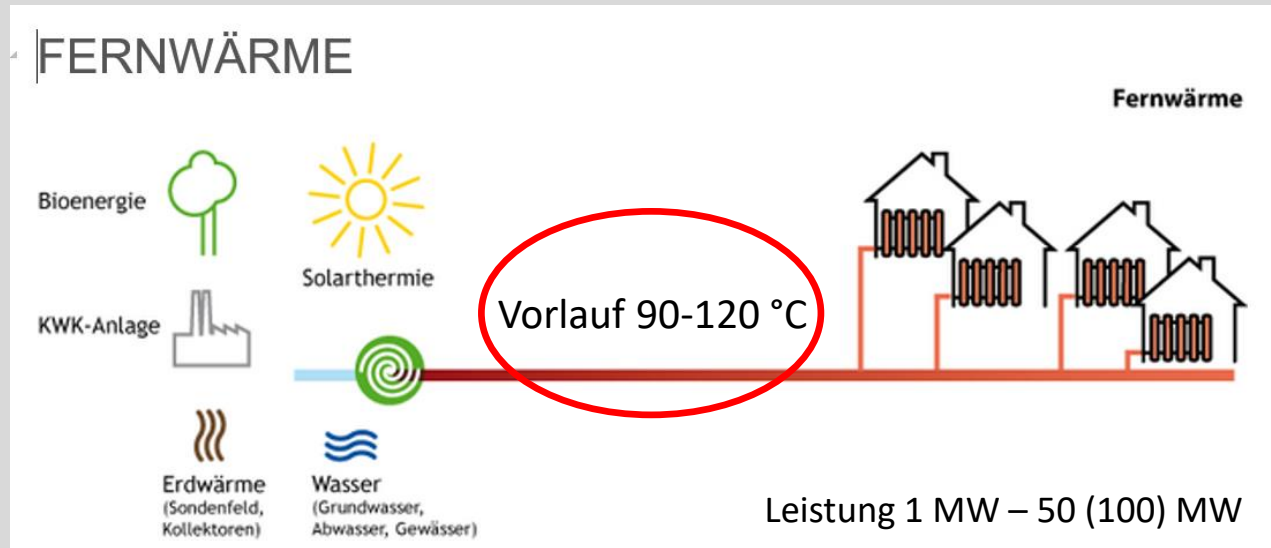 FERNWÄRME
Fernwärme
Bioenergie
Solarthermie
KWK-Anlage
Vorlauf 90-120 °C
Erdwärme
(Sondenfeld,
Kollektoren)
Wasser
(Grundwasser,
Abwasser, Gewässer)
Leistung 1 MW – 50 (100) MW